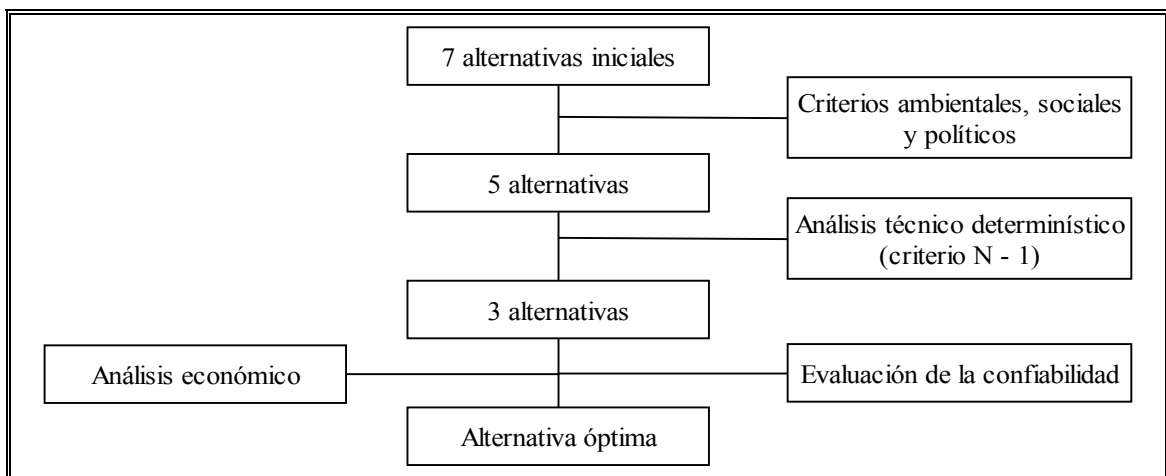 7 alternativas iniciales
Criterios ambientales, sociales
y políticos
5 alternativas
Análisis técnico determinístico
(criterio N - 1)
3 alternativas
Análisis económico
Evaluación de la confiabilidad
Alternativa óptima